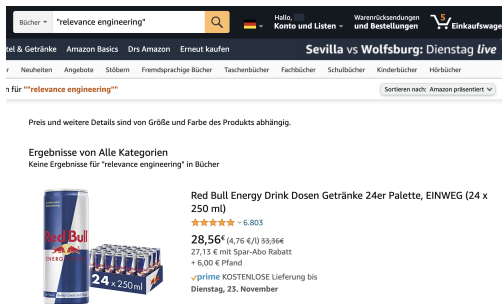 Bücher "relevance engineering"
Hallo,
Konto und Listen
Warenrücksendungen
und Bestellungen
5
Einkaufswage
tel & Getränke Amazon Basics Drs Amazon Erneut kaufen
Sevilla vs Wolfsburg: Dienstag live
r Neuheiten Angebote Stöbern Fremdsprachige Bücher Taschenbücher Fachbücher Schulbücher Kinderbücher Hörbücher
n für ""relevance engineering""
Sortieren nach: Amazon präsentiert
Preis und weitere Details sind von Größe und Farbe des Produkts abhängig.
Ergebnisse von Alle Kategorien
Keine Ergebnisse für "relevance engineering" in Bücher
Red Bull
ENERGY
24 x 250 ml
Red Bull Energy Drink Dosen Getränke 24er Palette, EINWEG (24 x
250 ml)
6.803
28,56€ (4,76 €/l) 33,36€
27,13 € mit Spar-Abo Rabatt
+ 6,00 € Pfand
prime KOSTENLOSE Lieferung bis
Dienstag, 23. November